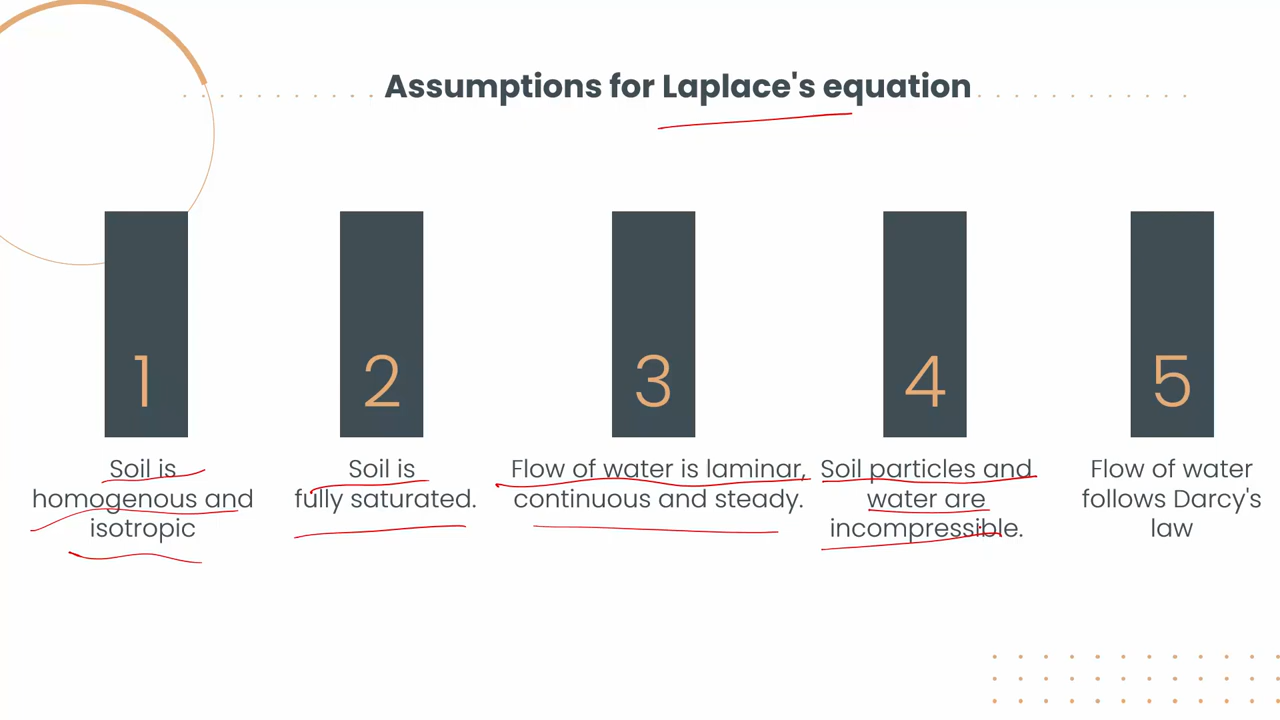 Assumptions for Laplace's equation
1
Soil is
homogenous and
isotropic
2
Soil is
fully saturated.
3
Flow of water is laminar,
continuous and steady.
4
Soil particles and
water are
incompressible.
5
Flow of water
follows Darcy's
law